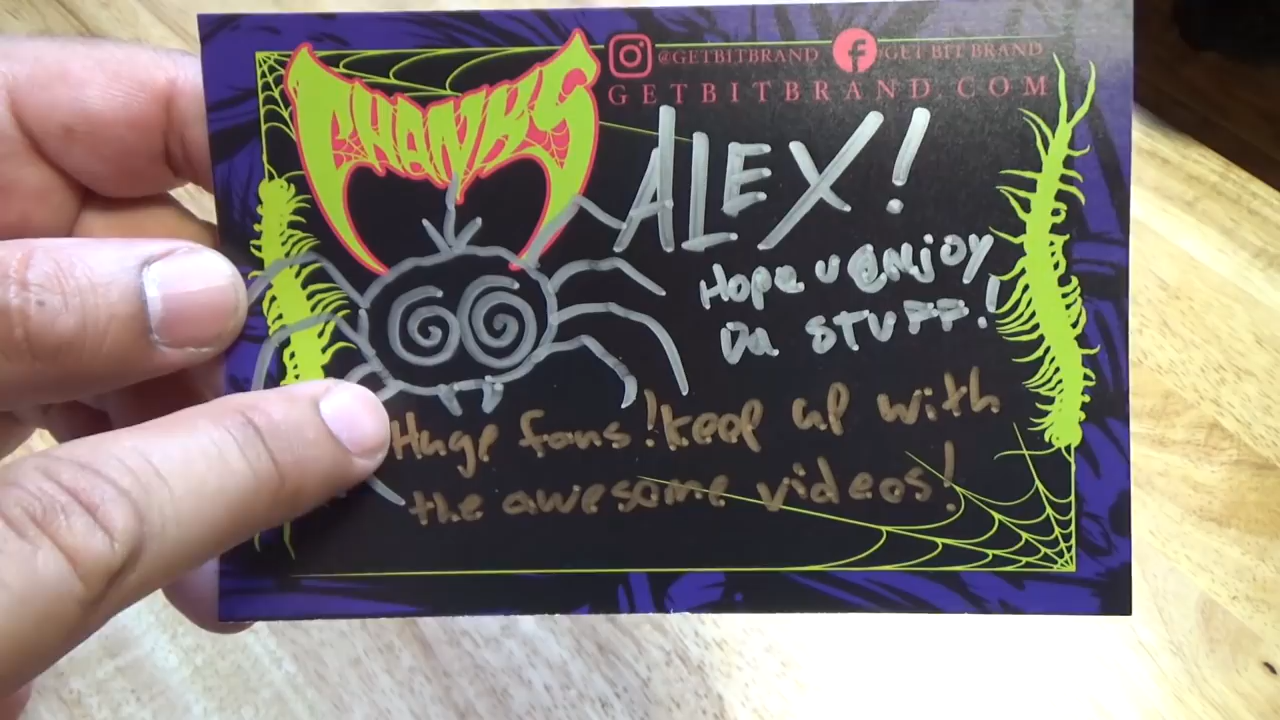 @GETBITBRAND
/GET BIT BRAND
GETBITBRAND.COM
THANKS
ALEX!
HOPE U ENJOY
DA STUFF!
Huge fans! keep up with
the awesome videos!